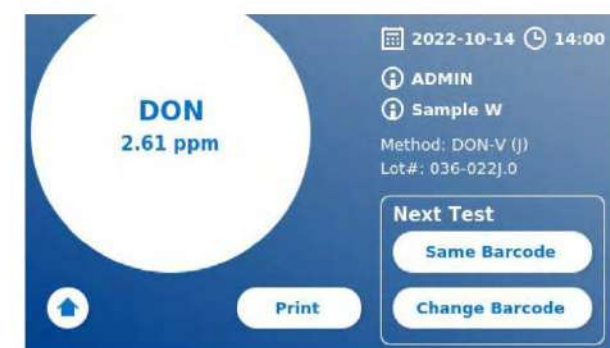 DON
2.61 ppm
2022-10-14 14:00
ADMIN
Sample W
Method: DON-V (J)
Lot#: 036-022J.0
Next Test
Same Barcode
Change Barcode
Print